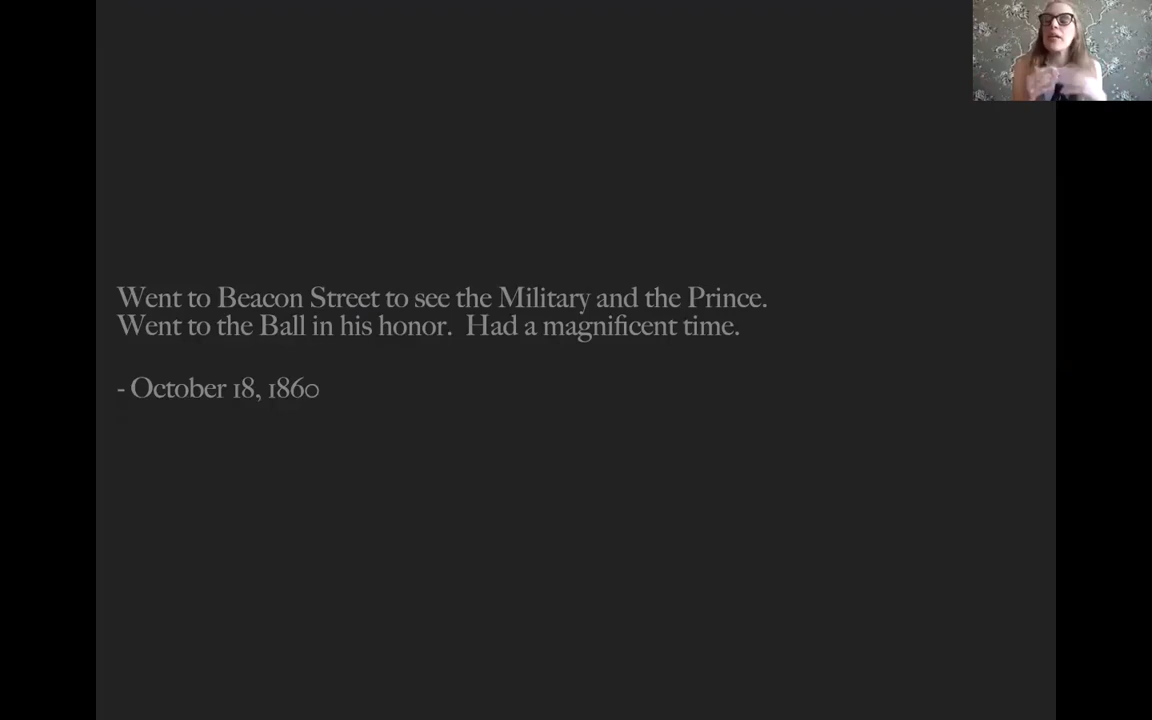 Went to Beacon Street to see the Military and the Prince.
Went to the Ball in his honor.  Had a magnificent time.
- October 18, 1860